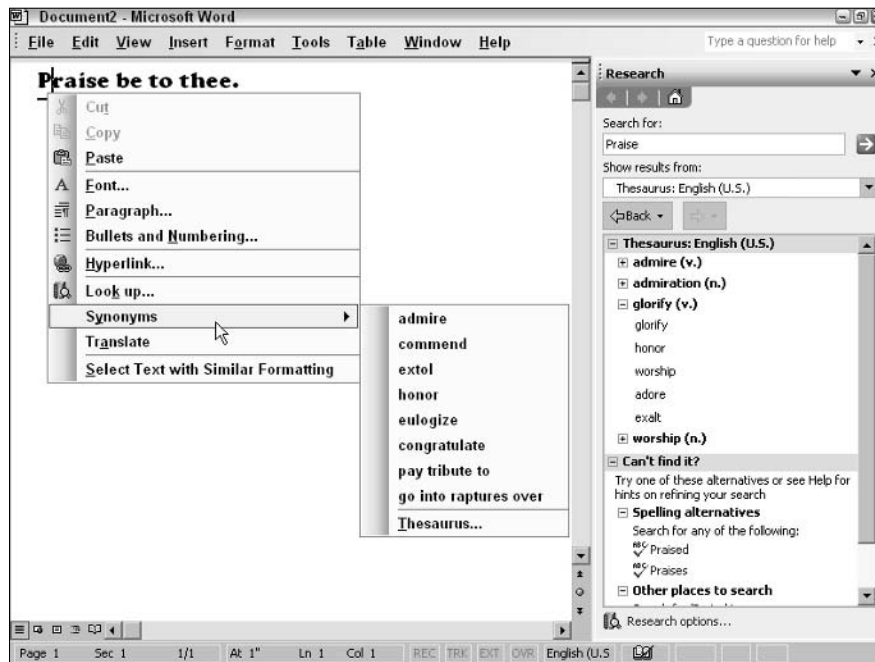 Document2 - Microsoft Word
File Edit View Insert Format Tools Table Window Help
Type a question for help
Praise be to thee.
Cut
Copy
Paste
Font...
Paragraph...
Bullets and Numbering...
Hyperlink...
Look up...
Synonyms
Translate
Select Text with Similar Formatting
admire
commend
extol
honor
eulogize
congratulate
pay tribute to
go into raptures over
Thesaurus...
Research
Search for:
Praise
Show results from:
Thesaurus: English (U.S.)
Back
Thesaurus: English (U.S.)
admire (v.)
admiration (n.)
glorify (v.)
glorify
honor
worship
adore
exalt
worship (n.)
Can't find it?
Try one of these alternatives or see Help for
hints on refining your search
Spelling alternatives
Search for any of the following:
Praised
Praises
Other places to search
Research options...
Page 1 Sec 1 1/1 At 1" Ln 1 Col 1 REC TRK EXT OVR English (U.S